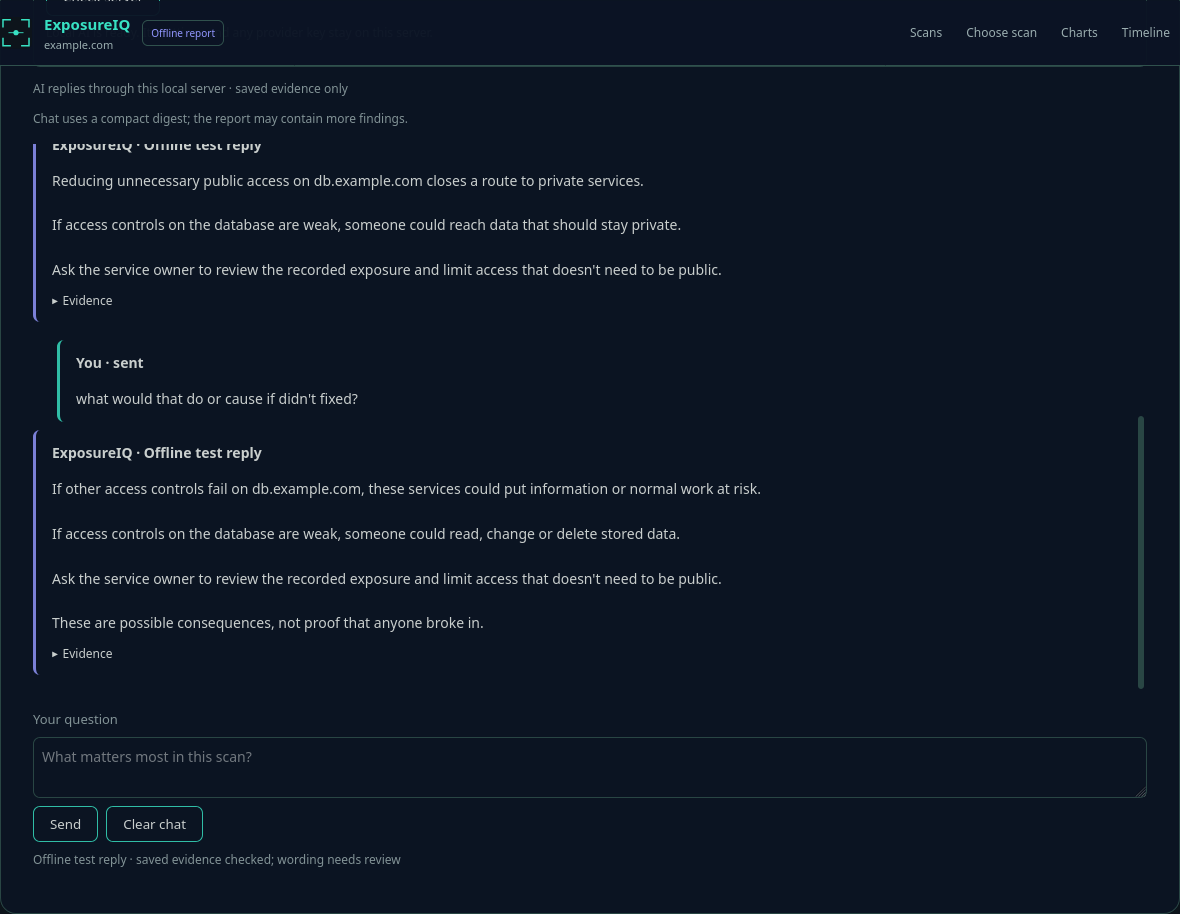 ExposureIQ
example.com
Offline report
Scans
Choose scan
Charts
Timeline
AI replies through this local server · saved evidence only
Chat uses a compact digest; the report may contain more findings.
ExposureIQ · Offline test reply
Reducing unnecessary public access on db.example.com closes a route to private services.
If access controls on the database are weak, someone could reach data that should stay private.
Ask the service owner to review the recorded exposure and limit access that doesn't need to be public.
▸ Evidence
You · sent
what would that do or cause if didn't fixed?
ExposureIQ · Offline test reply
If other access controls fail on db.example.com, these services could put information or normal work at risk.
If access controls on the database are weak, someone could read, change or delete stored data.
Ask the service owner to review the recorded exposure and limit access that doesn't need to be public.
These are possible consequences, not proof that anyone broke in.
▸ Evidence
Your question
What matters most in this scan?
Send
Clear chat
Offline test reply · saved evidence checked; wording needs review